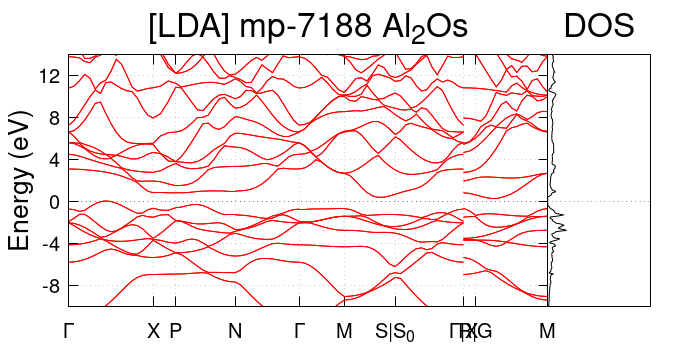 [LDA] mp-7188 Al₂Os DOS
Energy (eV)
12
8
4
0
-4
-8
Γ X P N Γ M S|S₀ Γ G M